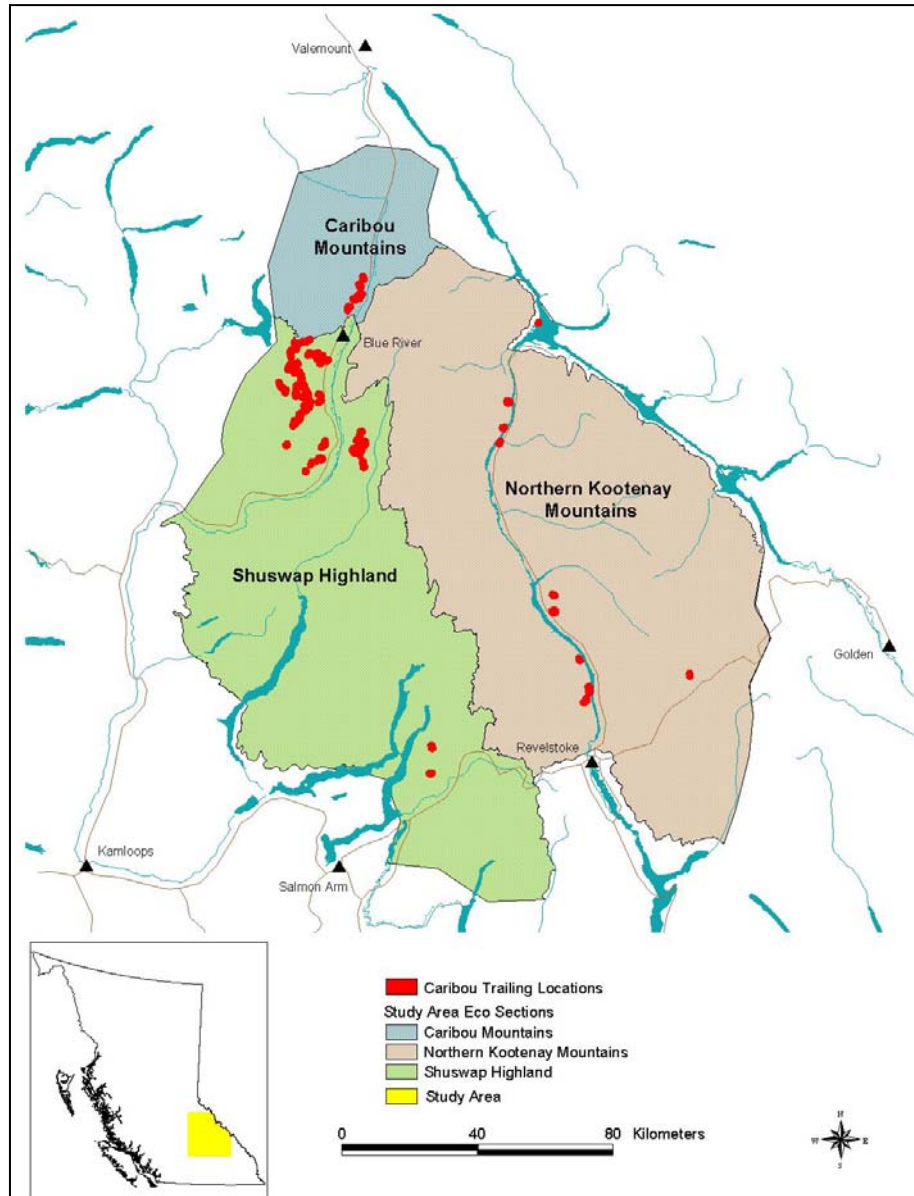 Valemount
Caribou
Mountains
Blue River
Northern Kootenay
Mountains
Shuswap Highland
Golden
Revelstoke
Kamloops
Salmon Arm
Caribou Trailing Locations
Study Area Eco Sections
Caribou Mountains
Northern Kootenay Mountains
Shuswap Highland
Study Area
0 40 80 Kilometers
N
W E
S